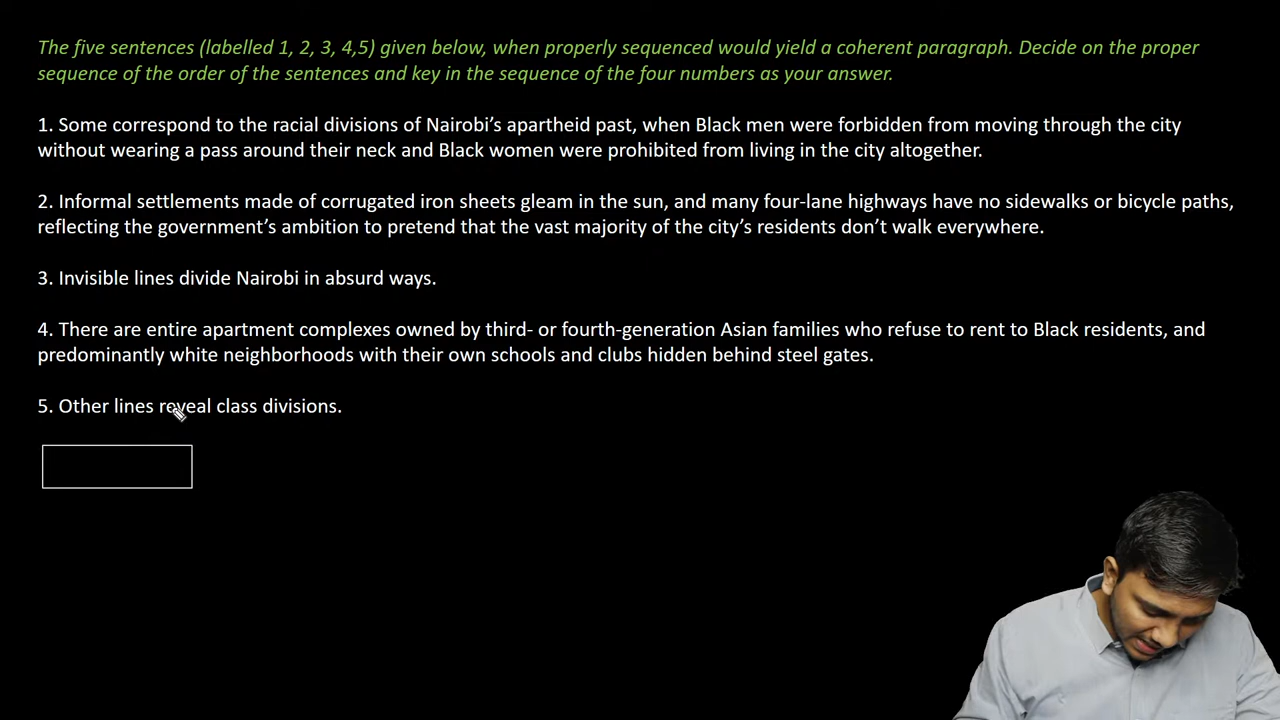 The five sentences (labelled 1, 2, 3, 4,5) given below, when properly sequenced would yield a coherent paragraph. Decide on the proper
sequence of the order of the sentences and key in the sequence of the four numbers as your answer.
1. Some correspond to the racial divisions of Nairobi’s apartheid past, when Black men were forbidden from moving through the city
without wearing a pass around their neck and Black women were prohibited from living in the city altogether.
2. Informal settlements made of corrugated iron sheets gleam in the sun, and many four-lane highways have no sidewalks or bicycle paths,
reflecting the government’s ambition to pretend that the vast majority of the city’s residents don’t walk everywhere.
3. Invisible lines divide Nairobi in absurd ways.
4. There are entire apartment complexes owned by third- or fourth-generation Asian families who refuse to rent to Black residents, and
predominantly white neighborhoods with their own schools and clubs hidden behind steel gates.
5. Other lines reveal class divisions.